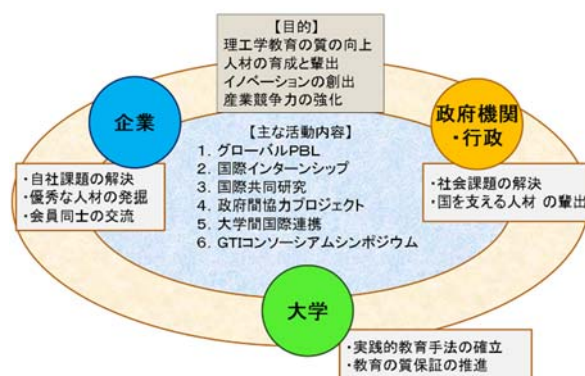 【目的】
理工学教育の質の向上
人材の育成と輩出
イノベーションの創出
産業競争力の強化
企業
政府機関
・行政
・自社課題の解決
・優秀な人材の発掘
・会員同士の交流
【主な活動内容】
1. グローバルPBL
2. 国際インターンシップ
3. 国際共同研究
4. 政府間協力プロジェクト
5. 大学間国際連携
6. GTIコンソーシアムシンポジウム
・社会課題の解決
・国を支える人材 の輩出
大学
・実践的教育手法の確立
・教育の質保証の推進